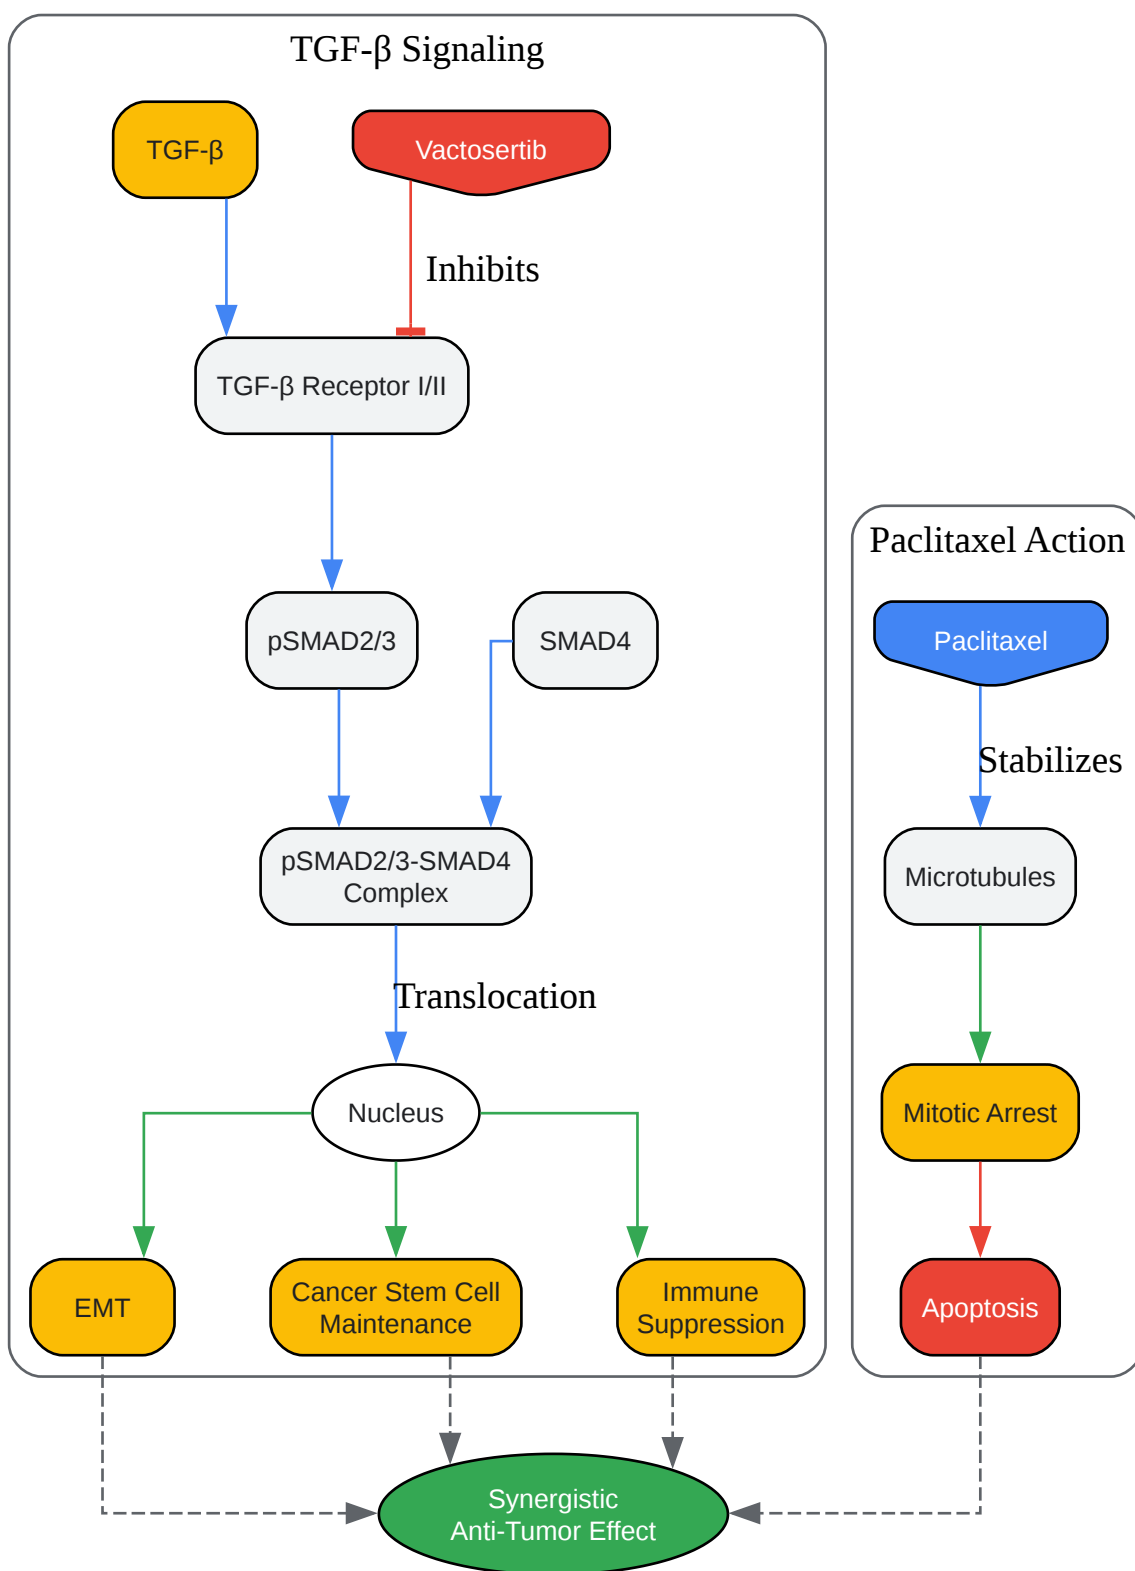 TGF-β Signaling
TGF-β
Vactosertib
Inhibits
TGF-β Receptor I/II
pSMAD2/3
SMAD4
pSMAD2/3-SMAD4
Complex
Translocation
Nucleus
EMT
Cancer Stem Cell
Maintenance
Immune
Suppression
Paclitaxel Action
Paclitaxel
Stabilizes
Microtubules
Mitotic Arrest
Apoptosis
Synergistic
Anti-Tumor Effect